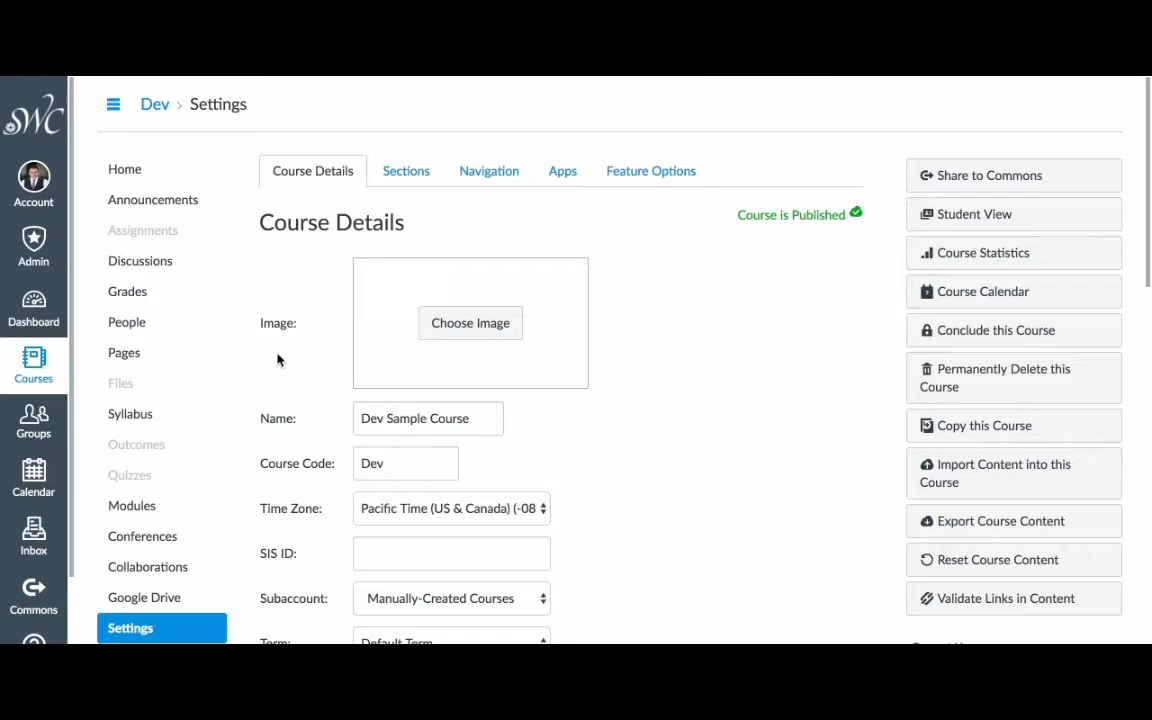 SWC
Account
Admin
Dashboard
Courses
Groups
Calendar
Inbox
Commons
Dev > Settings
Home
Announcements
Assignments
Discussions
Grades
People
Pages
Files
Syllabus
Outcomes
Quizzes
Modules
Conferences
Collaborations
Google Drive
Settings
Course Details
Sections
Navigation
Apps
Feature Options
Course Details
Course is Published
Image:
Choose Image
Name:
Dev Sample Course
Course Code:
Dev
Time Zone:
Pacific Time (US & Canada) (-08
SIS ID:
Subaccount:
Manually-Created Courses
Term:
Default Term
Share to Commons
Student View
Course Statistics
7
Course Calendar
Conclude this Course
Permanently Delete this
Course
Copy this Course
Import Content into this
Course
Export Course Content
Reset Course Content
Validate Links in Content